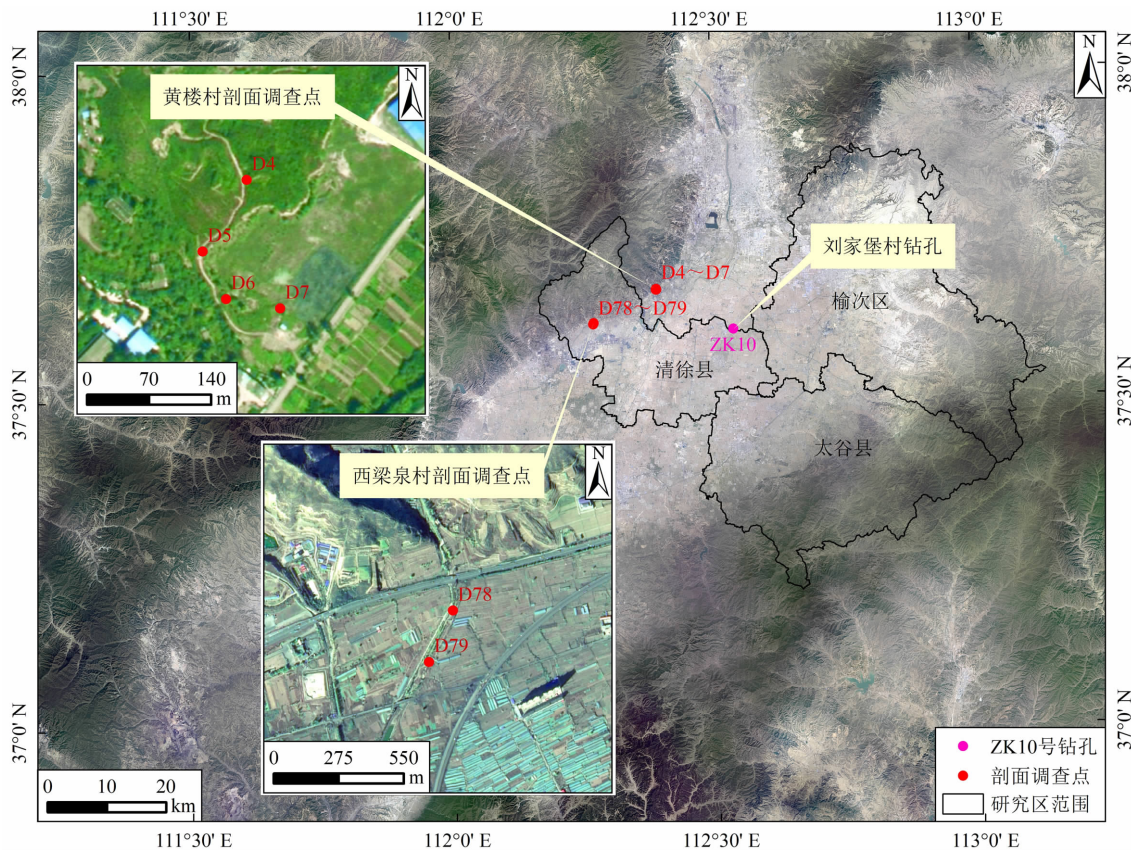 111°30′ E
112°0′ E
112°30′ E
113°0′ E
38°0′ N
37°30′ N
37°0′ N
38°0′ N
37°30′ N
37°0′ N
N
黄楼村剖面调查点
N
D4
D5
D6
D7
0 70 140
m
刘家堡村钻孔
D4～D7
D78～D79
ZK10
榆次区
清徐县
太谷县
西梁泉村剖面调查点
N
D78
D79
0 275 550
m
0 10 20
km
ZK10号钻孔
剖面调查点
研究区范围
111°30′ E
112°0′ E
112°30′ E
113°0′ E